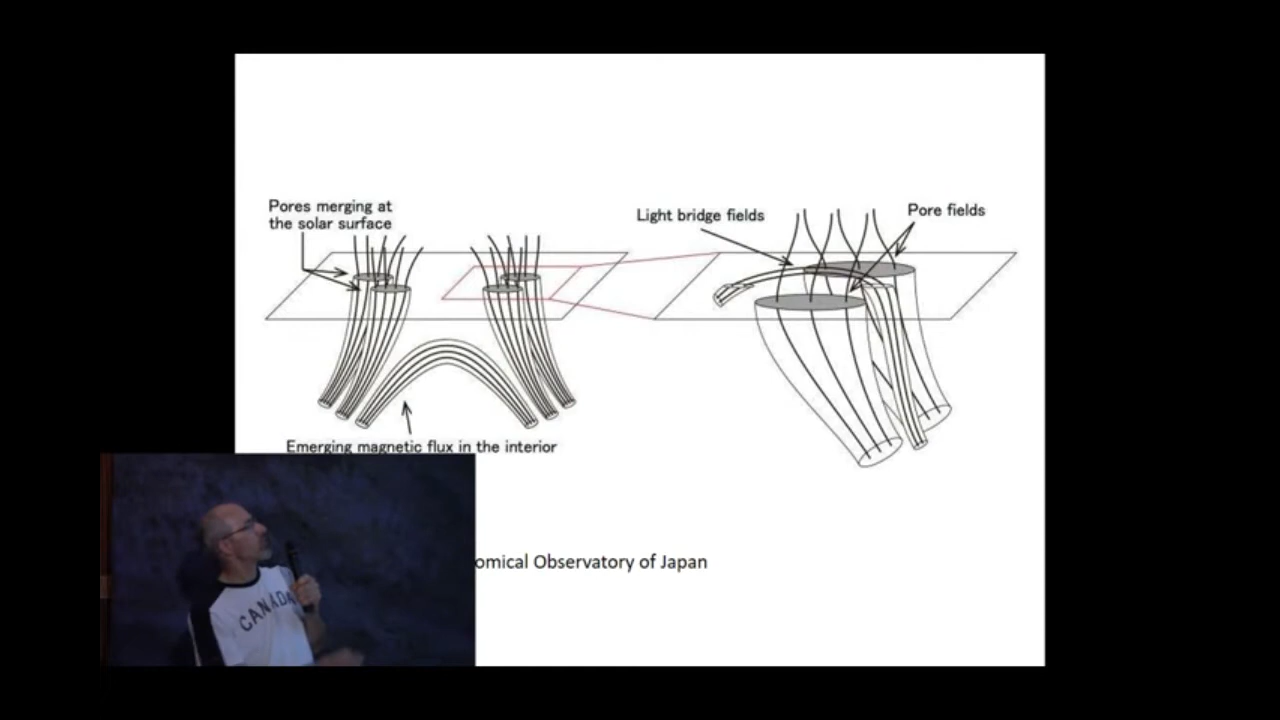 Pores merging at
the solar surface
Light bridge fields
Pore fields
Emerging magnetic flux in the interior
omical Observatory of Japan
CANADA